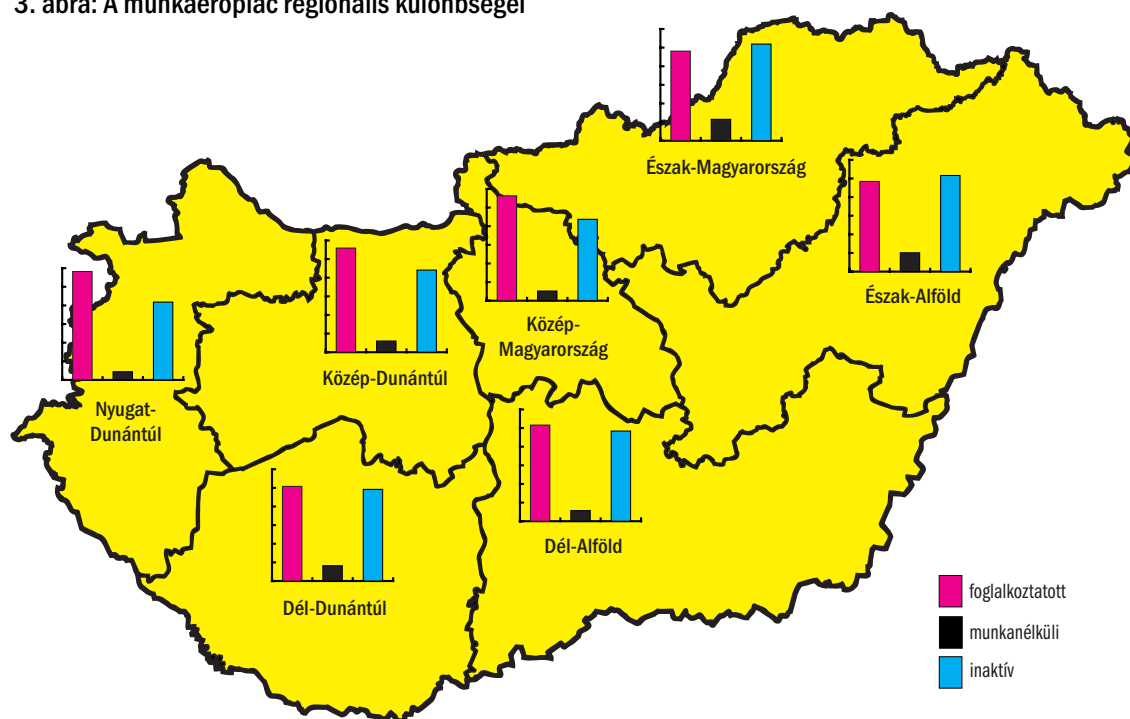 3. ábra: A munkaerőpiac regionális különbségei
Észak-Magyarország
Észak-Alföld
Közép-
Magyarország
Közép-Dunántúl
Nyugat-
Dunántúl
Dél-Alföld
Dél-Dunántúl
foglalkoztatott
munkanélküli
inaktív